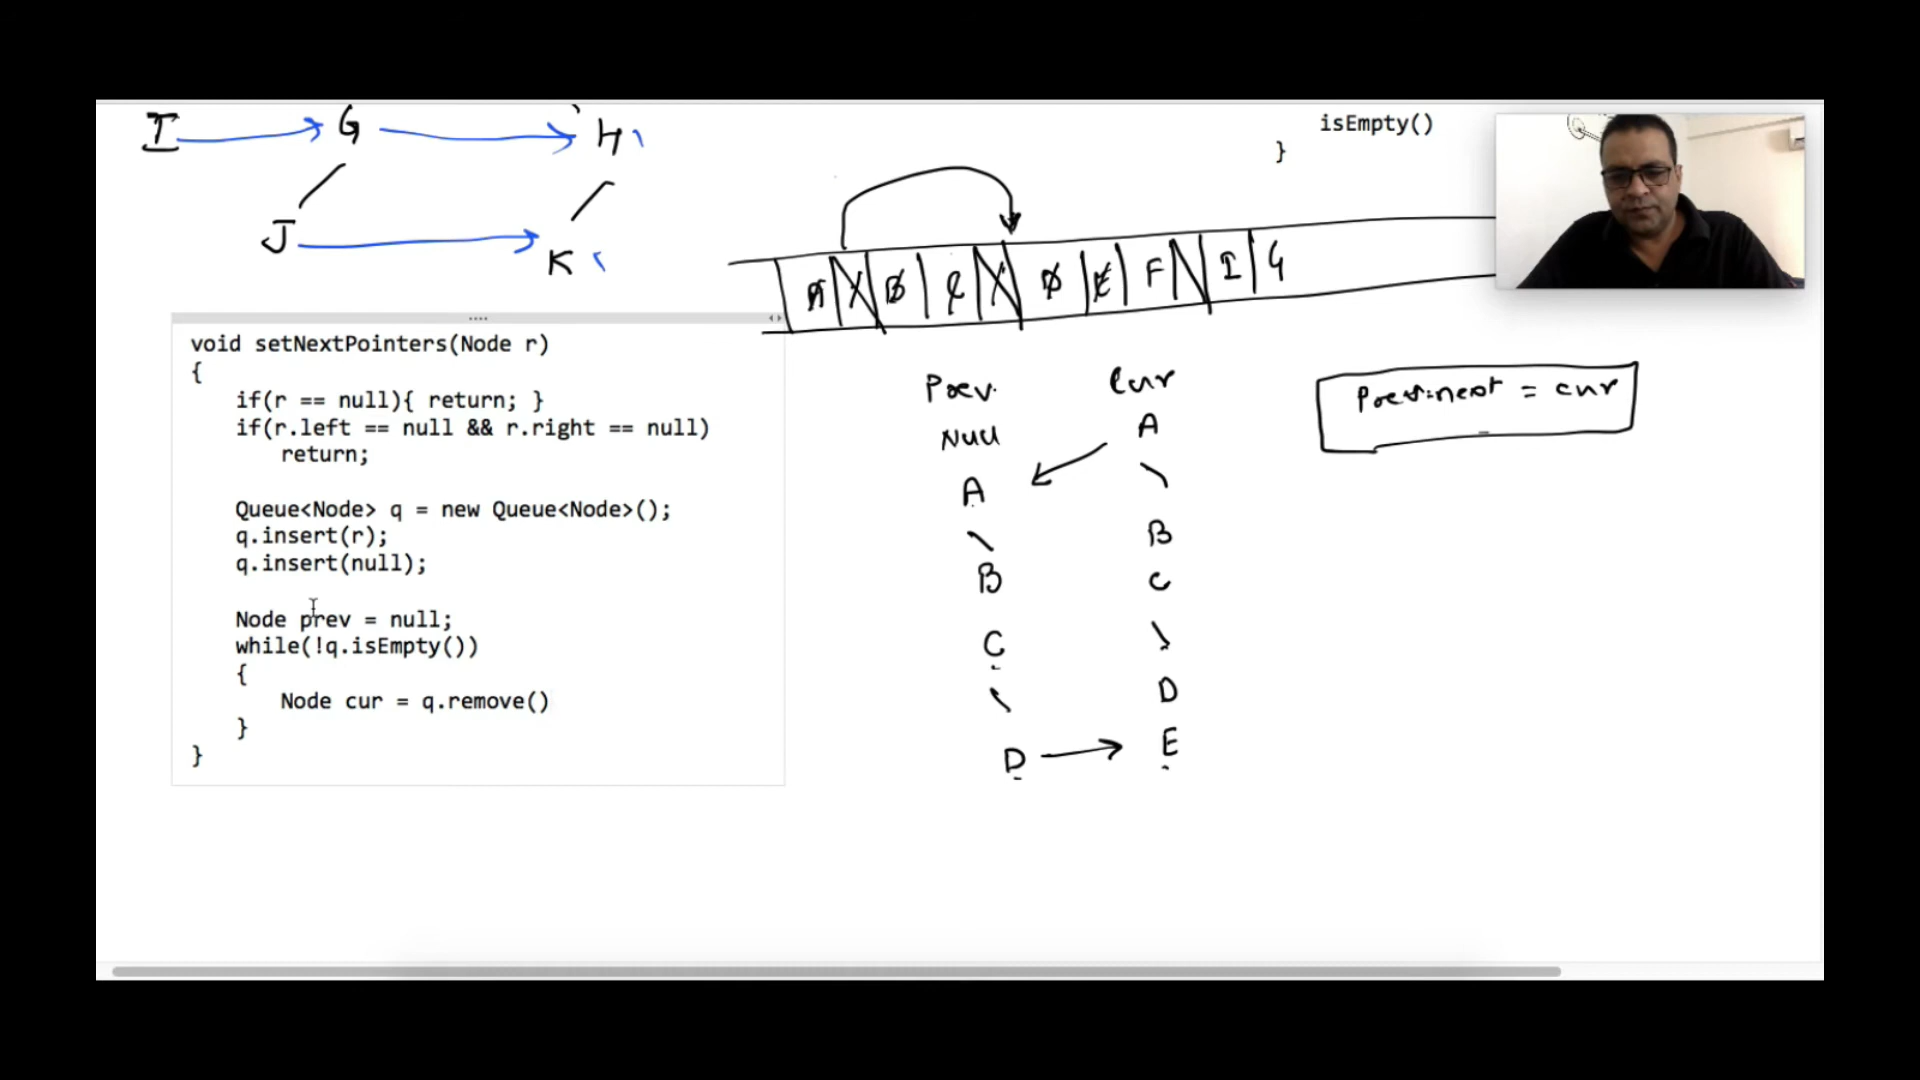 I G H
isEmpty()
}
J K
A B C D E F I G
void setNextPointers(Node r)
{
if(r == null){ return; }
if(r.left == null && r.right == null)
return;
Queue<Node> q = new Queue<Node>();
q.insert(r);
q.insert(null);
Node prev = null;
while(!q.isEmpty())
{
Node cur = q.remove()
}
}
Prev. Cur
Null A
A
B
B C
C
D
D E
Prev.next = cur